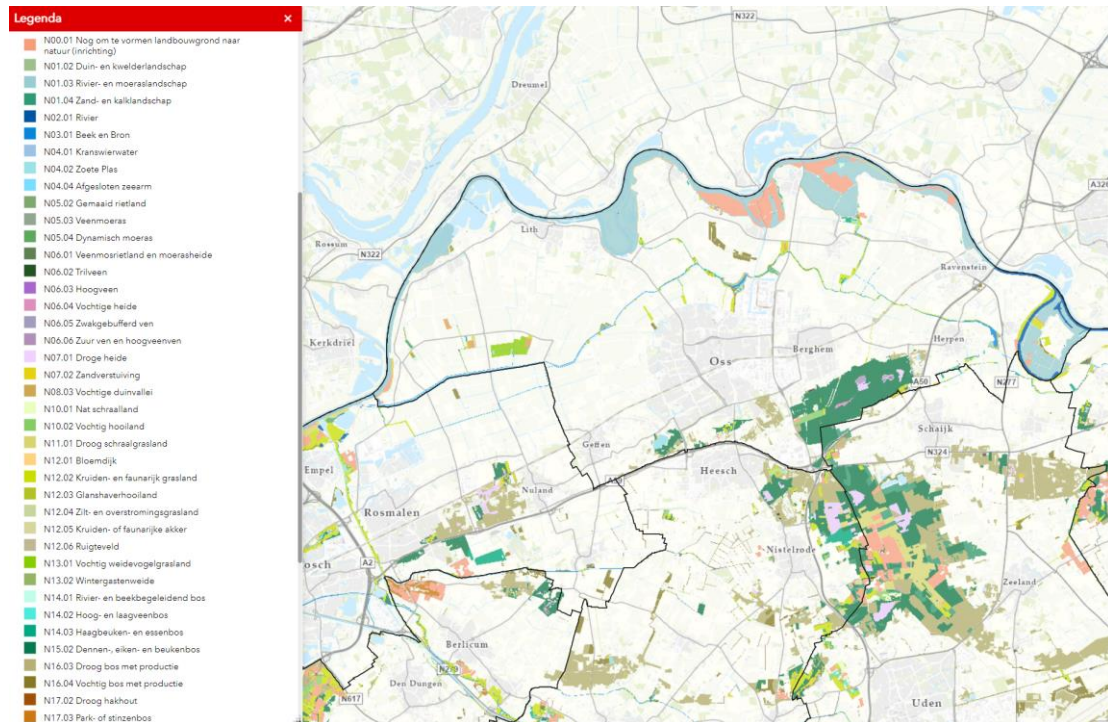 Legenda ×
N00.01 Nog om te vormen landbouwgrond naar
natuur (inrichting)
N01.02 Duin- en kwelderlandschap
N01.03 Rivier- en moeraslandschap
N01.04 Zand- en kalklandschap
N02.01 Rivier
N03.01 Beek en Bron
N04.01 Kranswierwater
N04.02 Zoete Plas
N04.04 Afgesloten zeearm
N05.02 Gemaaid rietland
N05.03 Veenmoeras
N05.04 Dynamisch moeras
N06.01 Veenmosrietland en moerasheide
N06.02 Trilveen
N06.03 Hoogveen
N06.04 Vochtige heide
N06.05 Zwakgebufferd ven
N06.06 Zuur ven en hoogveenven
N07.01 Droge heide
N07.02 Zandverstuiving
N08.03 Vochtige duinvallei
N10.01 Nat schraalland
N10.02 Vochtig hooiland
N11.01 Droog schraalgrasland
N12.01 Bloemdijk
N12.02 Kruiden- en faunarijk grasland
N12.03 Glanshaverhooiland
N12.04 Zilt- en overstromingsgrasland
N12.05 Kruiden- of faunarijke akker
N12.06 Ruigteveld
N13.01 Vochtig weidevogelgrasland
N13.02 Wintergastenweide
N14.01 Rivier- en beekbegeleidend bos
N14.02 Hoog- en laagveenbos
N14.03 Haagbeuken- en essenbos
N15.02 Dennen-, eiken- en beukenbos
N16.03 Droog bos met productie
N16.04 Vochtig bos met productie
N17.02 Droog hakhout
N17.03 Park- of stinzenbos
N322
Dreumel
A326
Lith
Rossum
N322
Ravenstein
Kerkdriel
Oss
Berghem
Herpen
A50
N277
Schaijk
Geffen
Empel
Heesch
N324
Nuland
Rosmalen
osch
A2
Nistelrode
Zeeland
Berlicum
N279
Den Dungen
N617
Uden